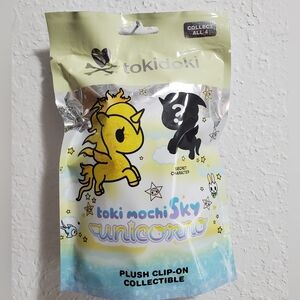 COLLECT
ALL 4
tokidoki
?
SECRET
CHARACTER
toki mochi Sky
unicorno
PLUSH CLIP-ON
COLLECTIBLE